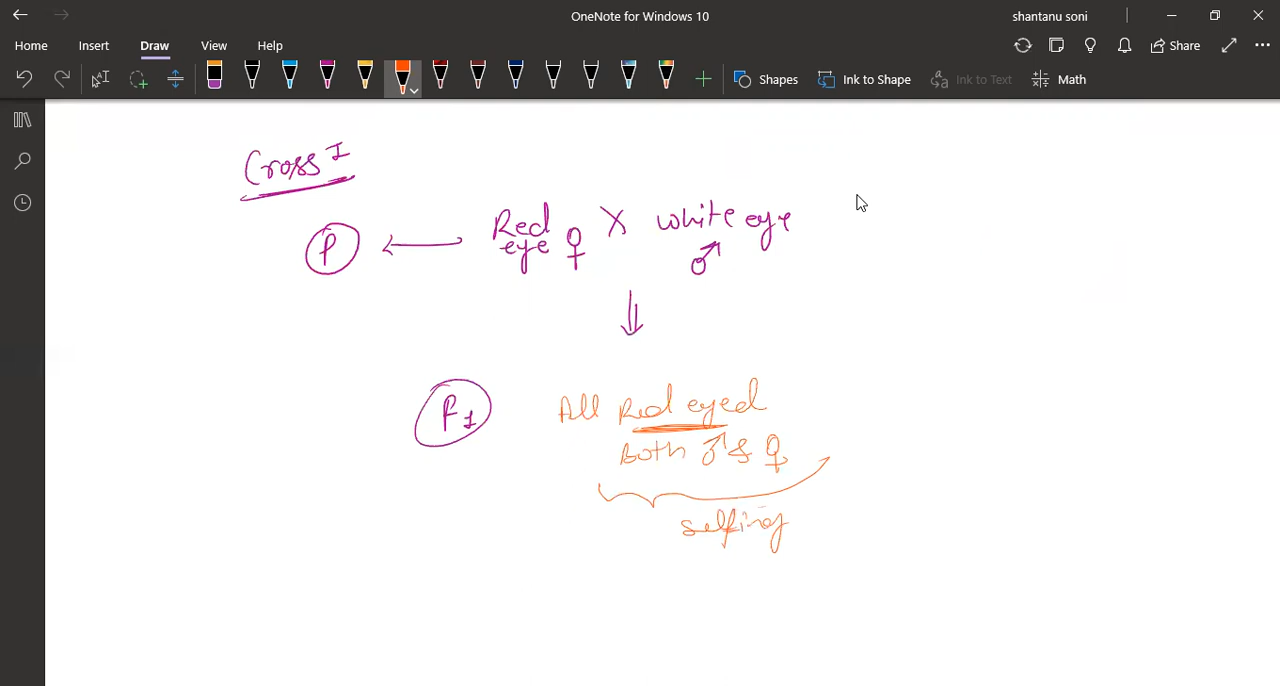 OneNote for Windows 10
shantanu soni
Home Insert Draw View Help
Share
Shapes Ink to Shape Ink to Text Math
Cross I
P Red eye ♀ X white eye ♂
F1 All Red eyed
Both ♂ & ♀
selfing